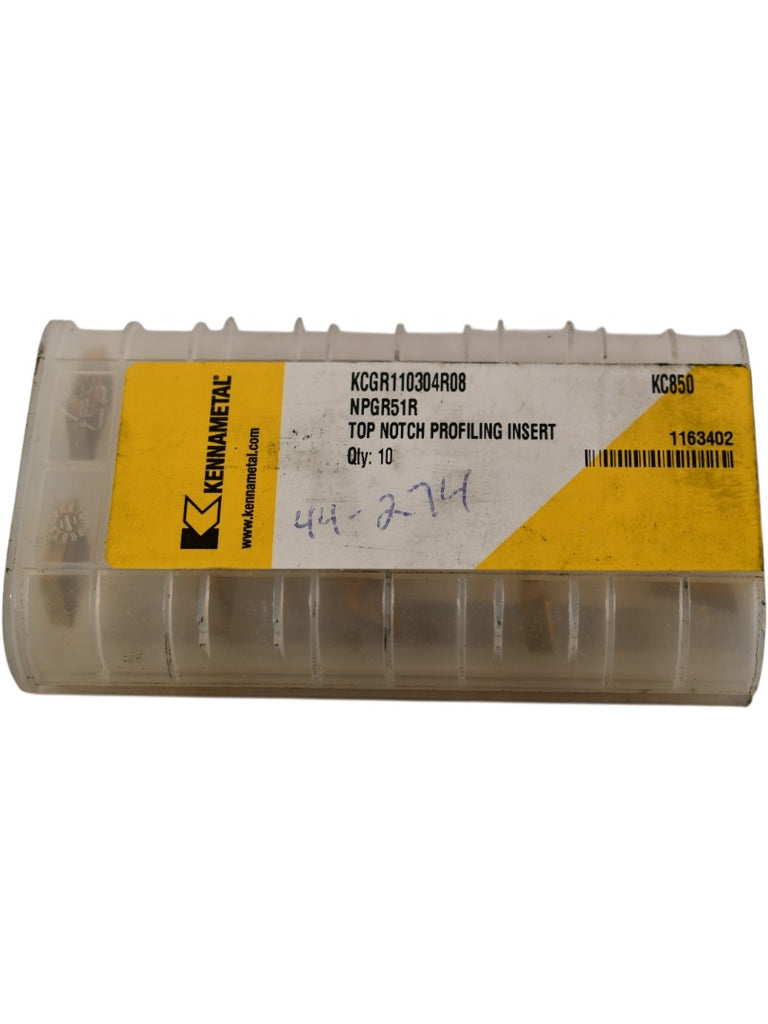 KENNAMETAL®
www.kennametal.com
KCGR110304R08
KC850
NPGR51R
TOP NOTCH PROFILING INSERT
1163402
Qty: 10
44-274